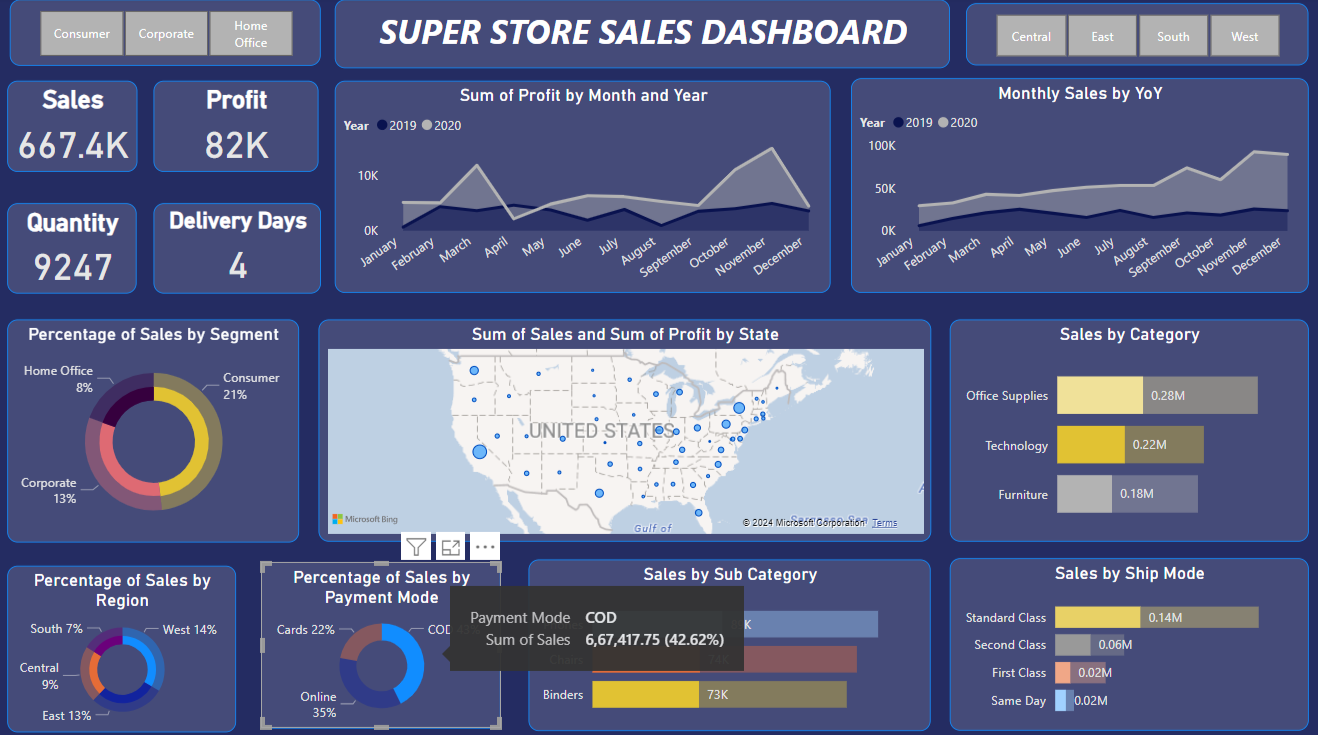 Consumer
Corporate
Home
Office
SUPER STORE SALES DASHBOARD
Central
East
South
West
Sales
667.4K
Profit
82K
Quantity
9247
Delivery Days
4
Sum of Profit by Month and Year
Year 2019 2020
10K
0K
January
February
March
April
May
June
July
August
September
October
November
December
Monthly Sales by YoY
Year 2019 2020
100K
50K
0K
January
February
March
April
May
June
July
August
September
October
November
December
Percentage of Sales by Segment
Home Office
8%
Consumer
21%
Corporate
13%
Sum of Sales and Sum of Profit by State
UNITED STATES
Gulf of
Sargasso Sea
Microsoft Bing
© 2024 Microsoft Corporation Terms
Sales by Category
Office Supplies 0.28M
Technology 0.22M
Furniture 0.18M
Percentage of Sales by
Region
South 7%
West 14%
Central
9%
East 13%
Percentage of Sales by
Payment Mode
Cards 22%
COD 43%
Online
35%
Payment Mode COD
Sum of Sales 6,67,417.75 (42.62%)
Sales by Sub Category
Chairs 74K
Binders 73K
Sales by Ship Mode
Standard Class 0.14M
Second Class 0.06M
First Class 0.02M
Same Day 0.02M